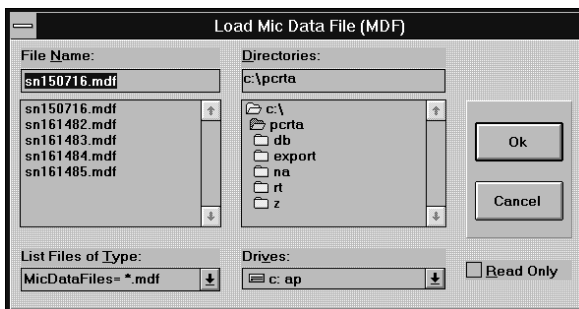 Load Mic Data File (MDF)
File Name:
sn150716.mdf
sn150716.mdf
sn161482.mdf
sn161483.mdf
sn161484.mdf
sn161485.mdf
List Files of Type:
MicDataFiles= *.mdf
Directories:
c:\pcrta
c:\
pcrta
db
export
na
rt
z
Drives:
c: ap
Ok
Cancel
Read Only